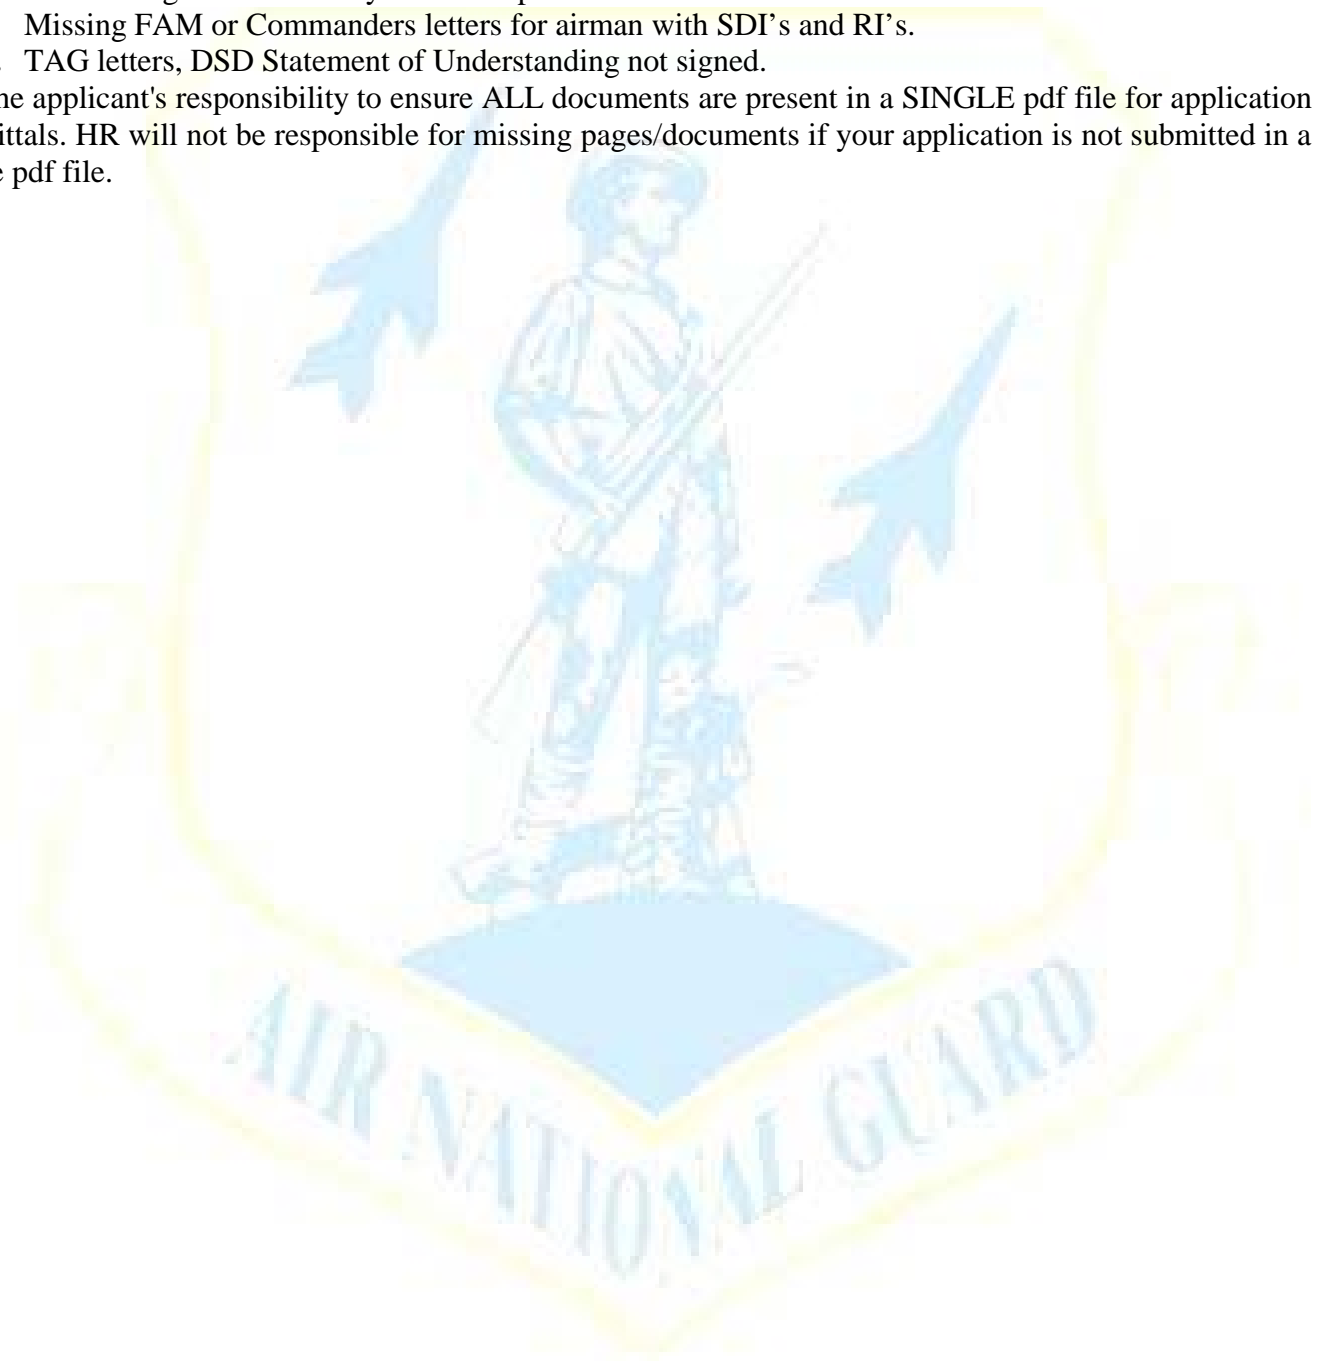 Missing FAM or Commanders letters for airman with SDI’s and RI’s.
. TAG letters, DSD Statement of Understanding not signed.
he applicant's responsibility to ensure ALL documents are present in a SINGLE pdf file for application
ittals. HR will not be responsible for missing pages/documents if your application is not submitted in a
e pdf file.
AIR NATIONAL GUARD